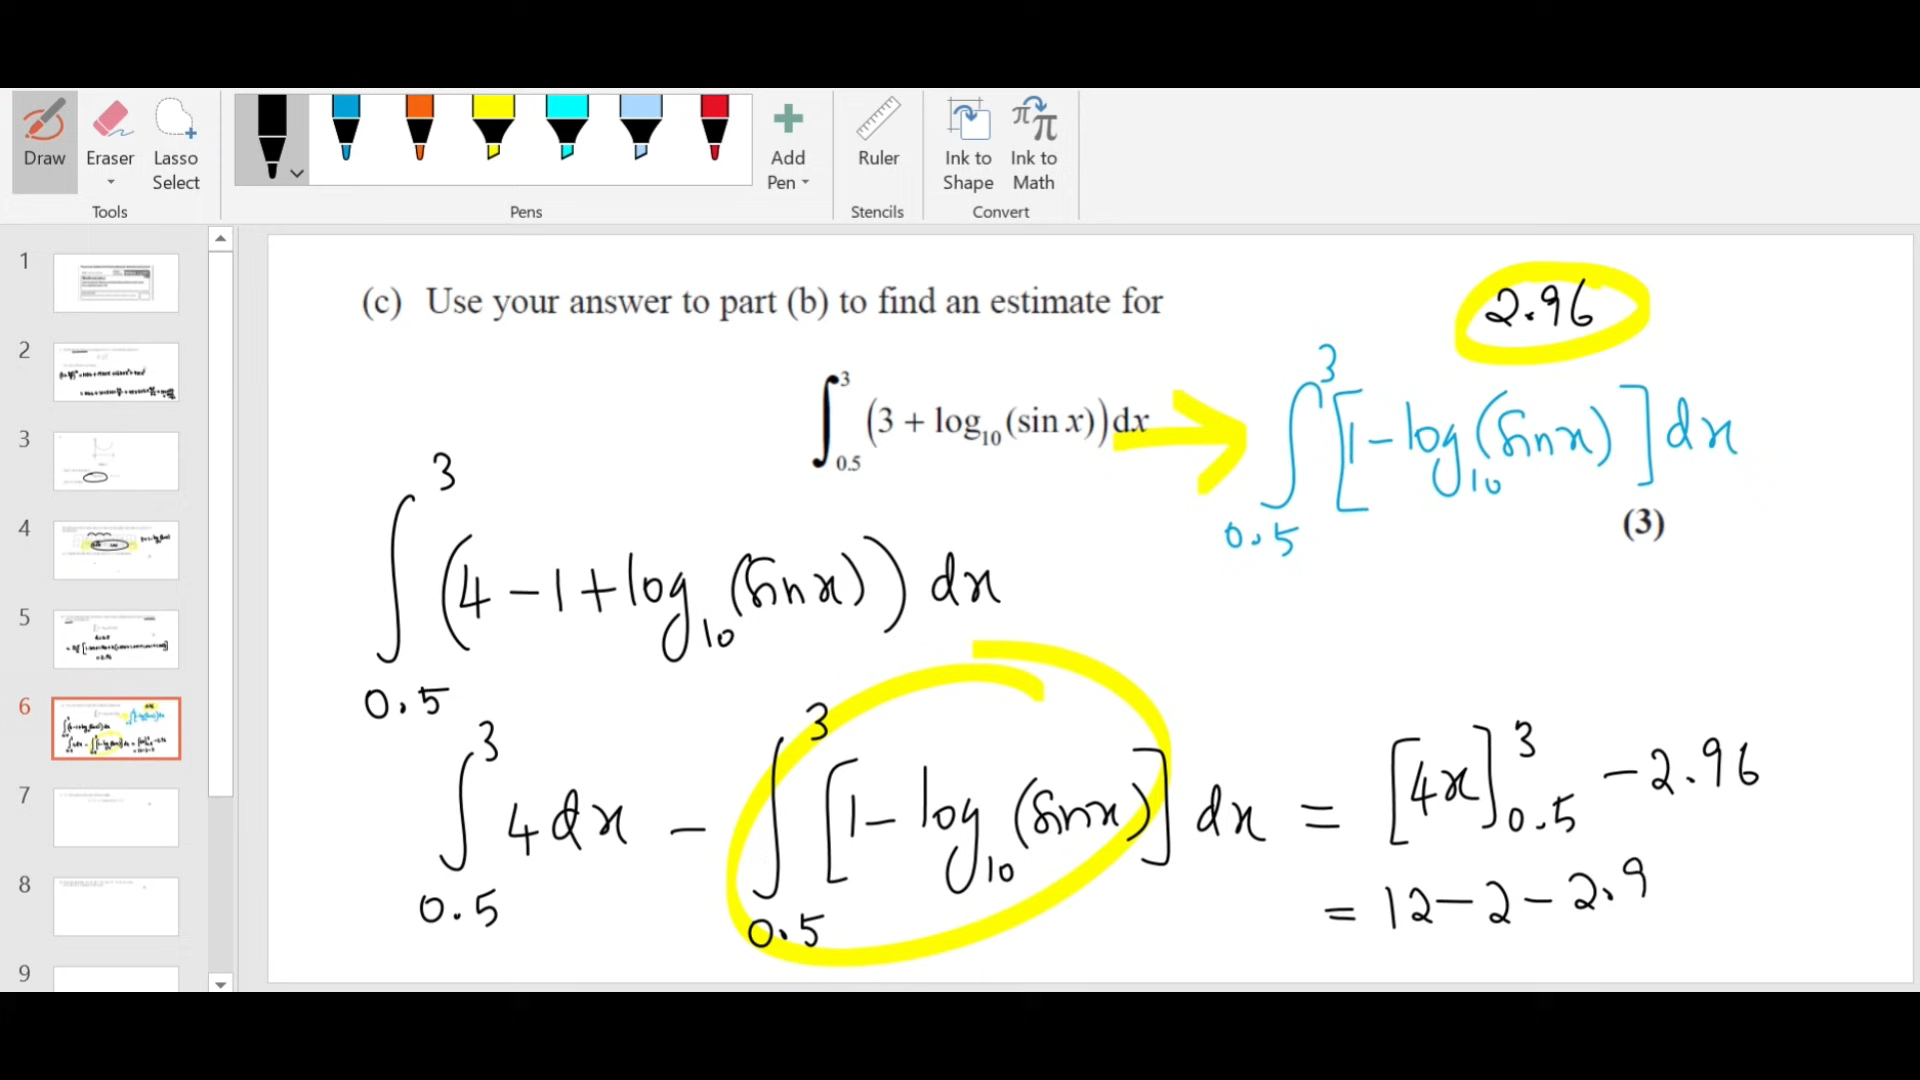 Draw Eraser Lasso Select
Add Pen
Ruler
Ink to Shape
Ink to Math
Tools
Pens
Stencils
Convert
1
2
3
4
5
6
7
8
9
(c) Use your answer to part (b) to find an estimate for
2.96
∫_{0.5}^{3} (3 + log₁₀(sin x))dx
∫_{0.5}^{3} [1 - log₁₀(sin x)] dx
(3)
∫_{0.5}^{3} (4 - 1 + log₁₀(sin x)) dx
∫_{0.5}^{3} 4dx - ∫_{0.5}^{3} [1 - log₁₀(sin x)] dx = [4x]_{0.5}^{3} - 2.96
= 12 - 2 - 2.9